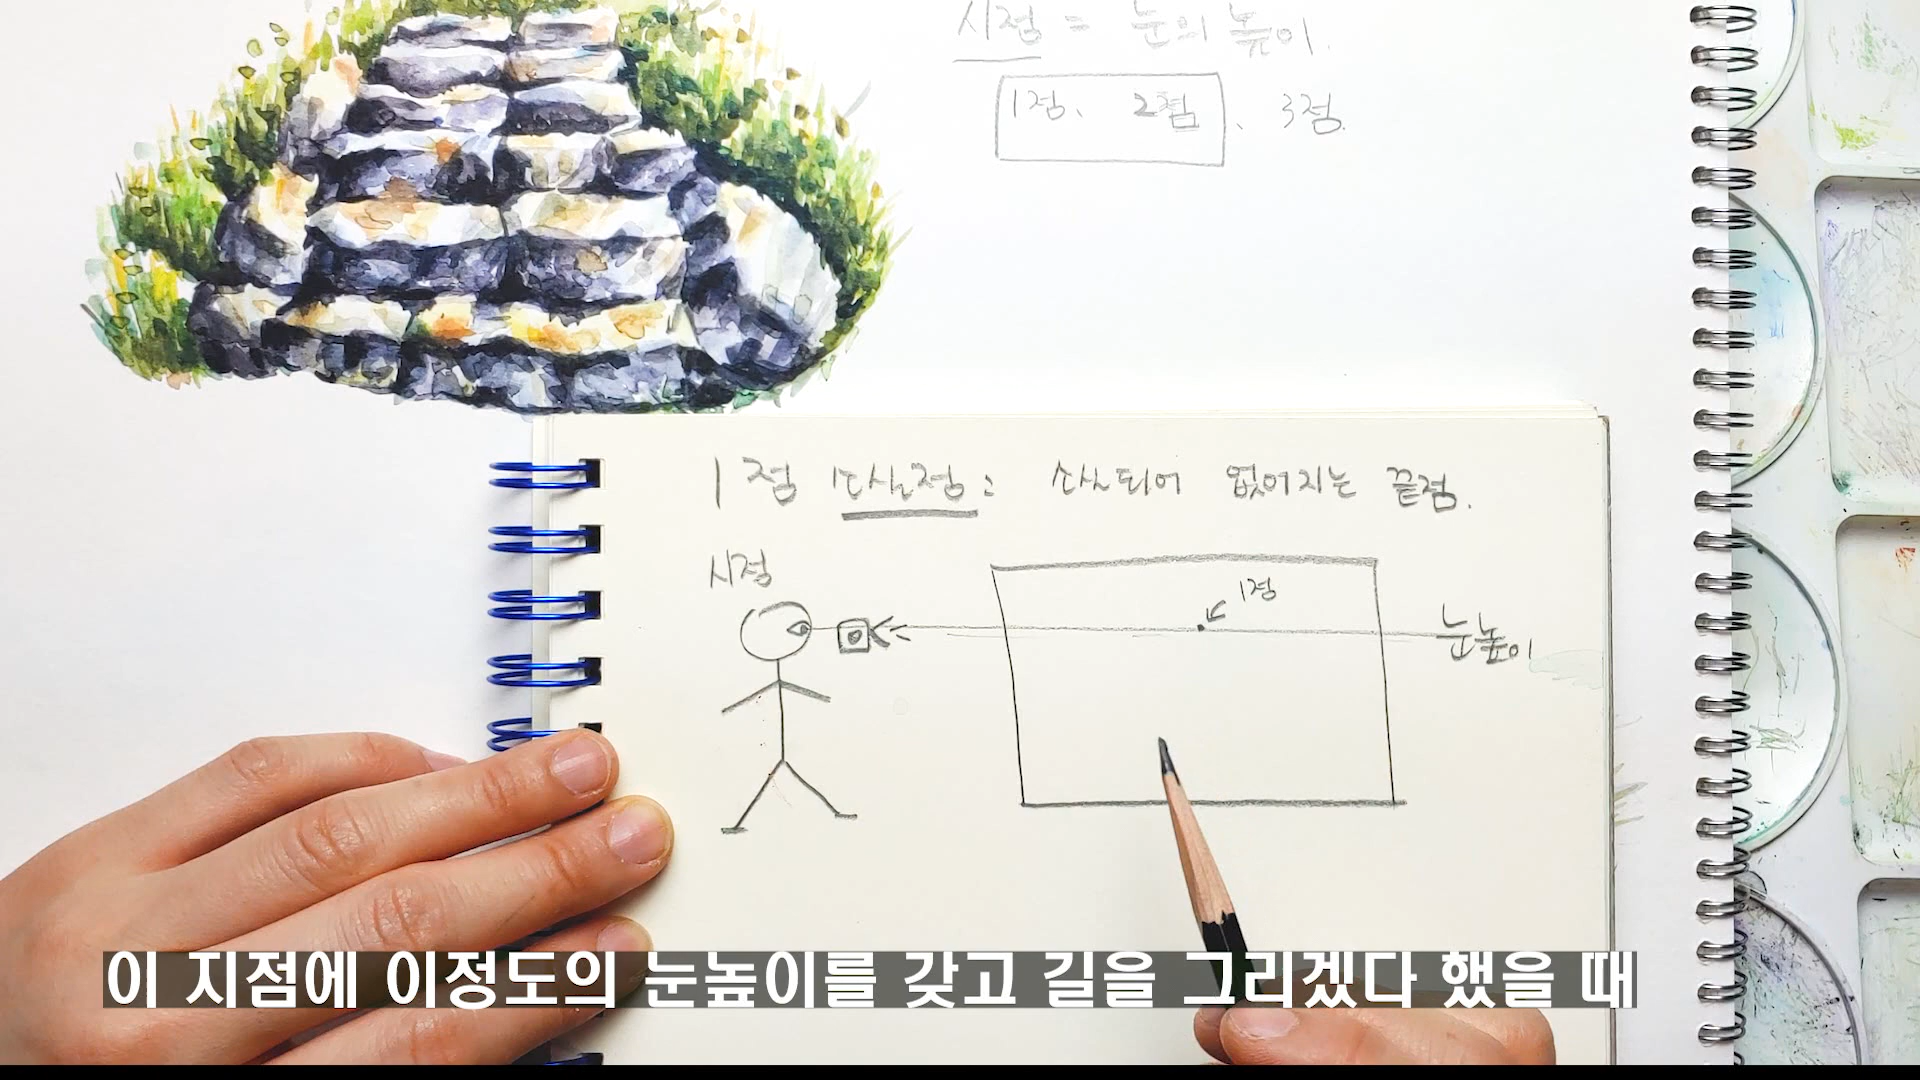 시점 = 눈의 높이.
1점、 2점、 3점.
1점 소실점: 소실되어 없어지는 끝점.
시점
1점
눈높이
이 지점에 이정도의 눈높이를 갖고 길을 그리겠다 했을 때